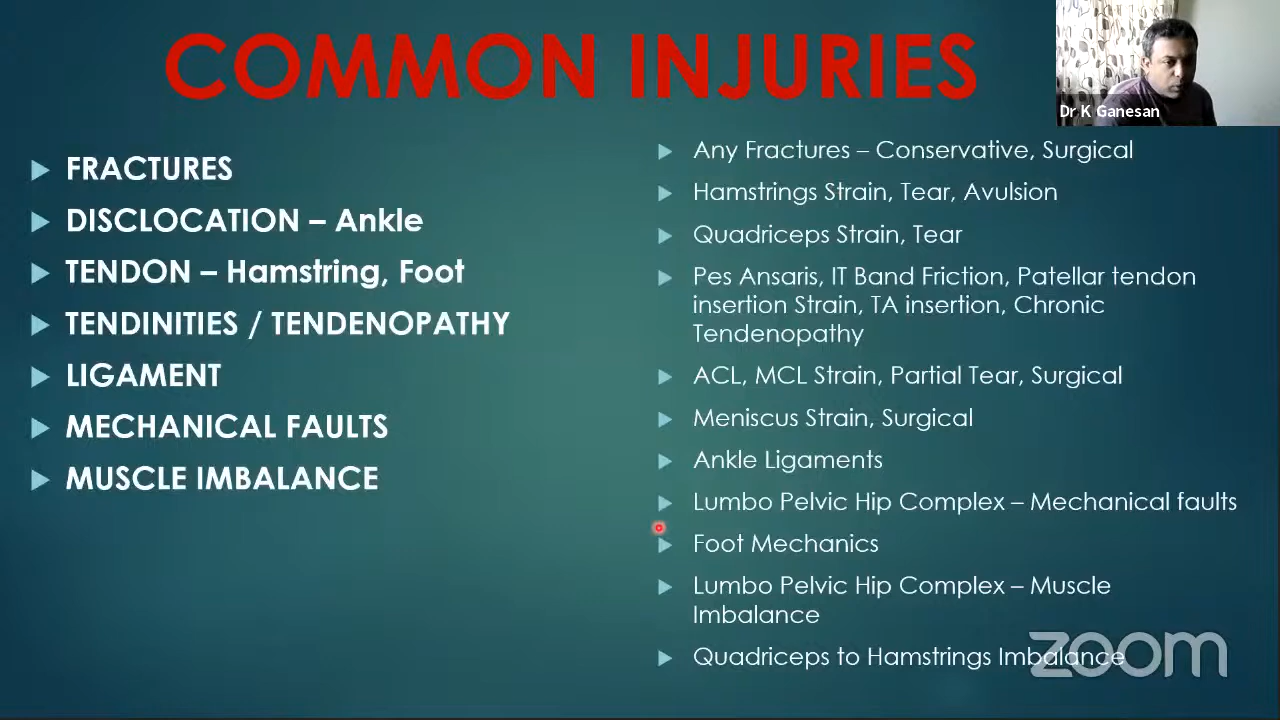 COMMON INJURIES
Dr K Ganesan
FRACTURES
DISCLOCATION – Ankle
TENDON – Hamstring, Foot
TENDINITIES / TENDENOPATHY
LIGAMENT
MECHANICAL FAULTS
MUSCLE IMBALANCE
Any Fractures – Conservative, Surgical
Hamstrings Strain, Tear, Avulsion
Quadriceps Strain, Tear
Pes Ansaris, IT Band Friction, Patellar tendon
insertion Strain, TA insertion, Chronic
Tendenopathy
ACL, MCL Strain, Partial Tear, Surgical
Meniscus Strain, Surgical
Ankle Ligaments
Lumbo Pelvic Hip Complex – Mechanical faults
Foot Mechanics
Lumbo Pelvic Hip Complex – Muscle
Imbalance
Quadriceps to Hamstrings Imbalance
zoom